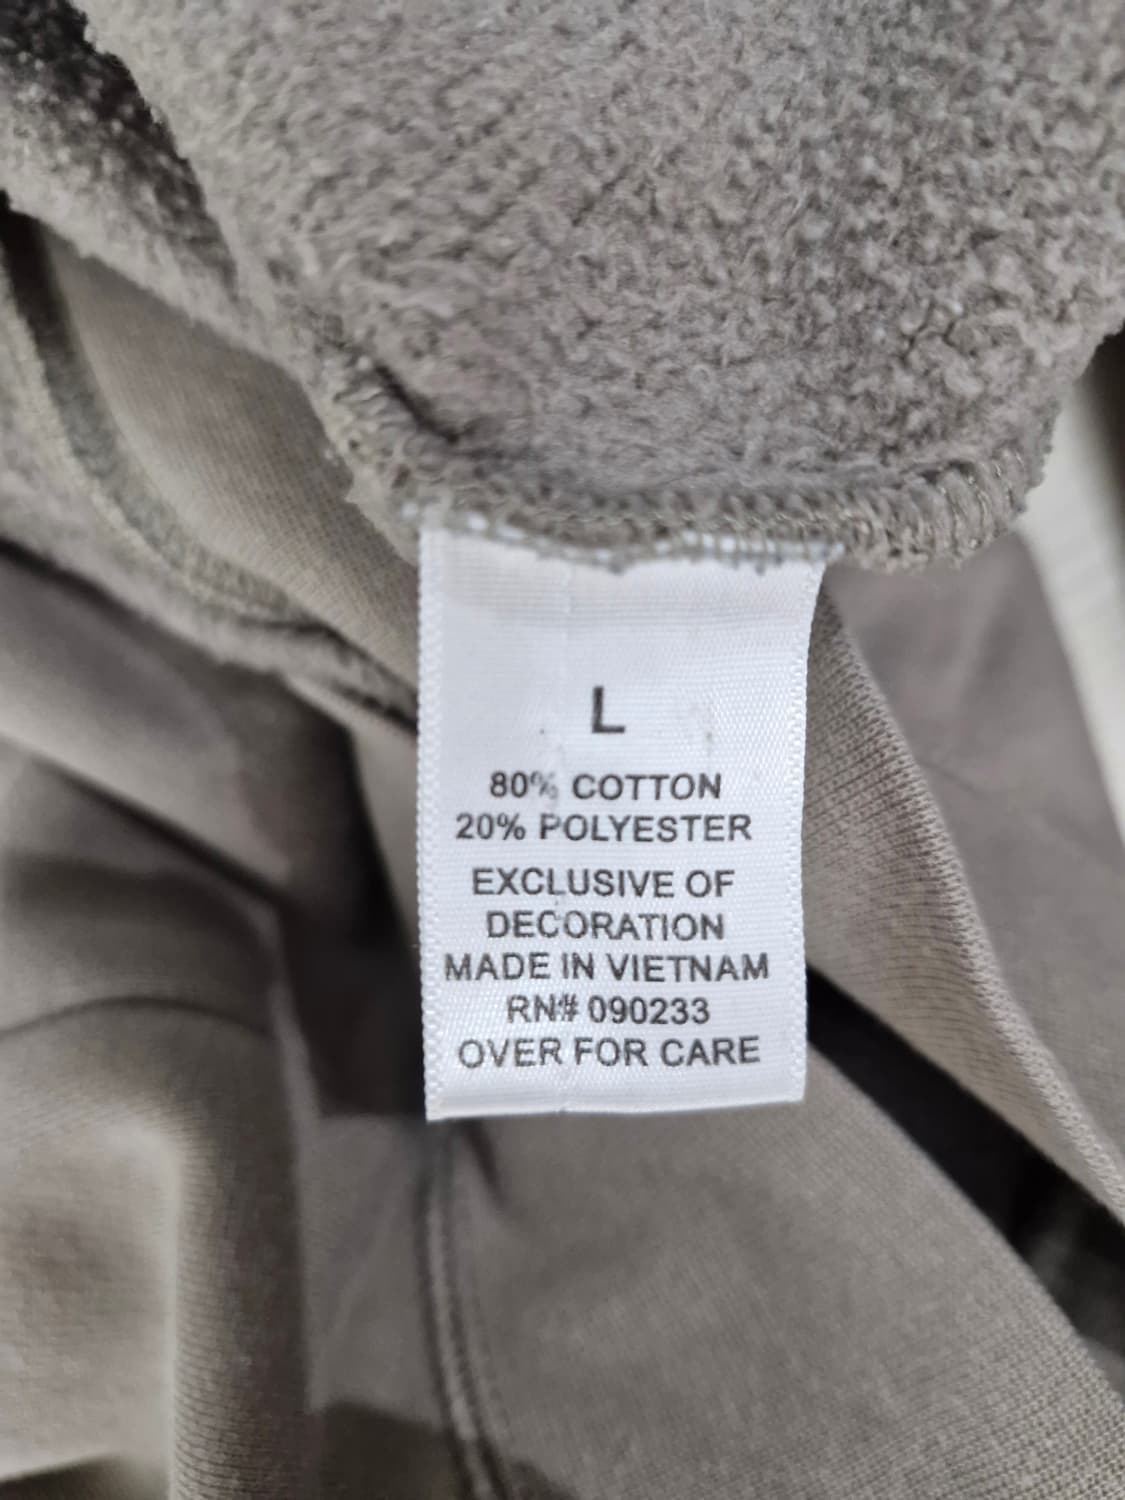 L
80% COTTON
20% POLYESTER
EXCLUSIVE OF
DECORATION
MADE IN VIETNAM
RN# 090233
OVER FOR CARE